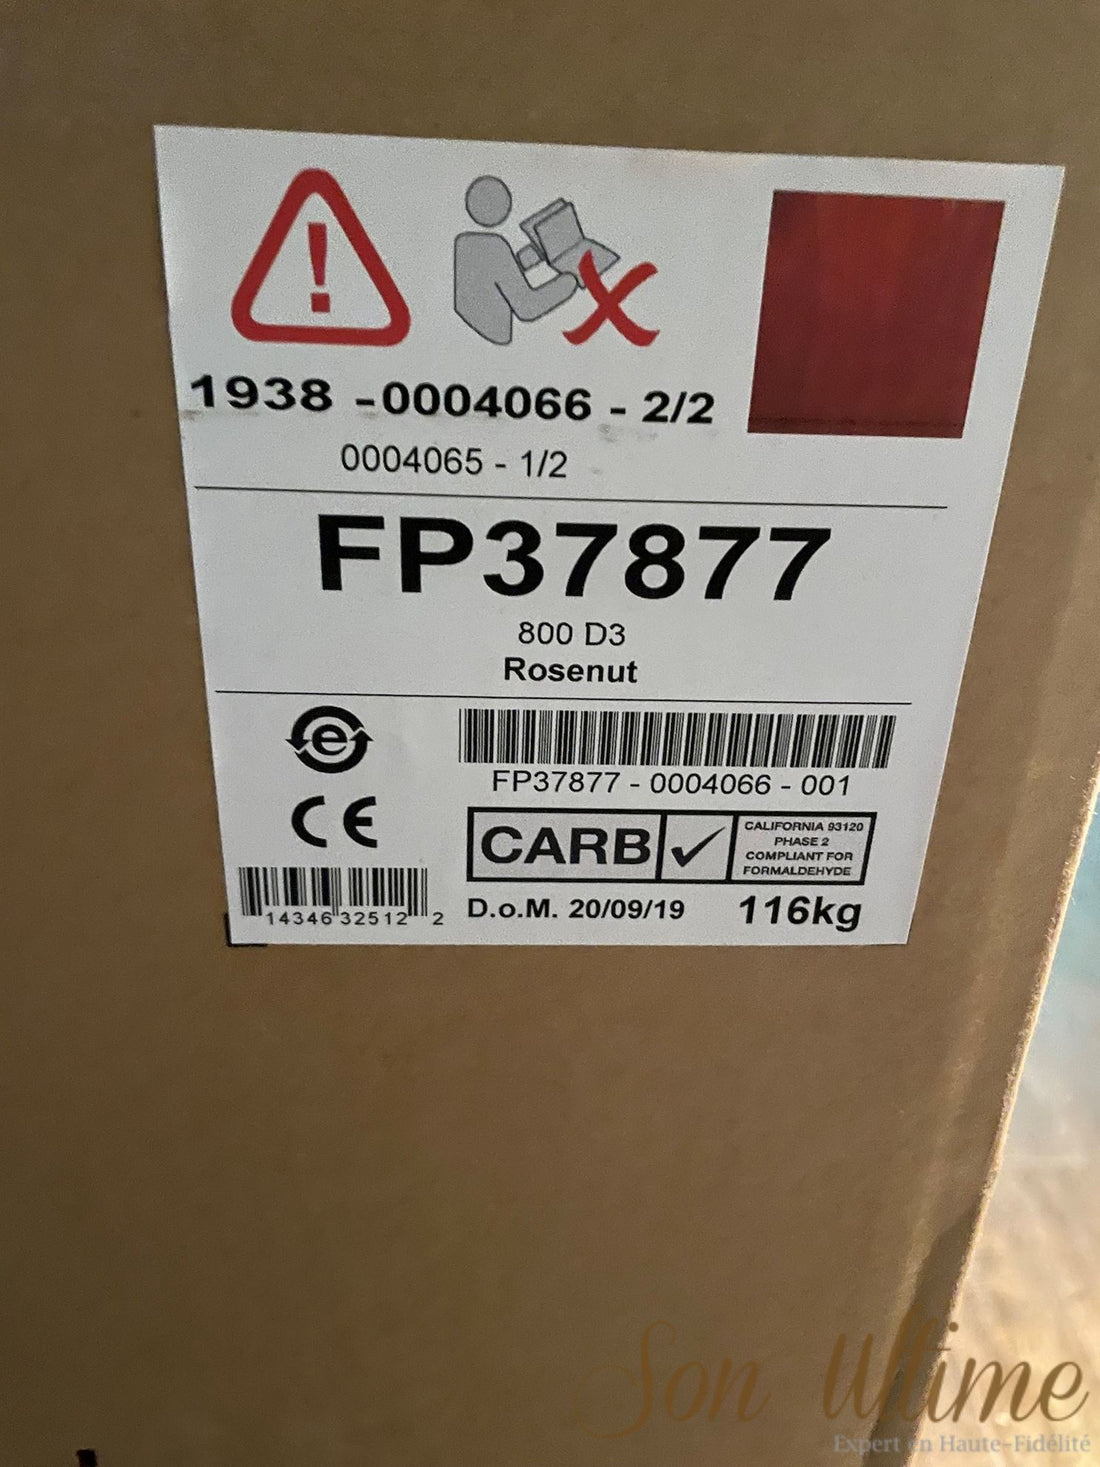 1938 -0004066 - 2/2
0004065 - 1/2
FP37877
800 D3
Rosenut
e
FP37877 - 0004066 - 001
CE
CARB
CALIFORNIA 93120
PHASE 2
COMPLIANT FOR
FORMALDEHYDE
14346 32512 2
D.o.M. 20/09/19
116kg
Son Ultime
Expert en Haute-Fidélité